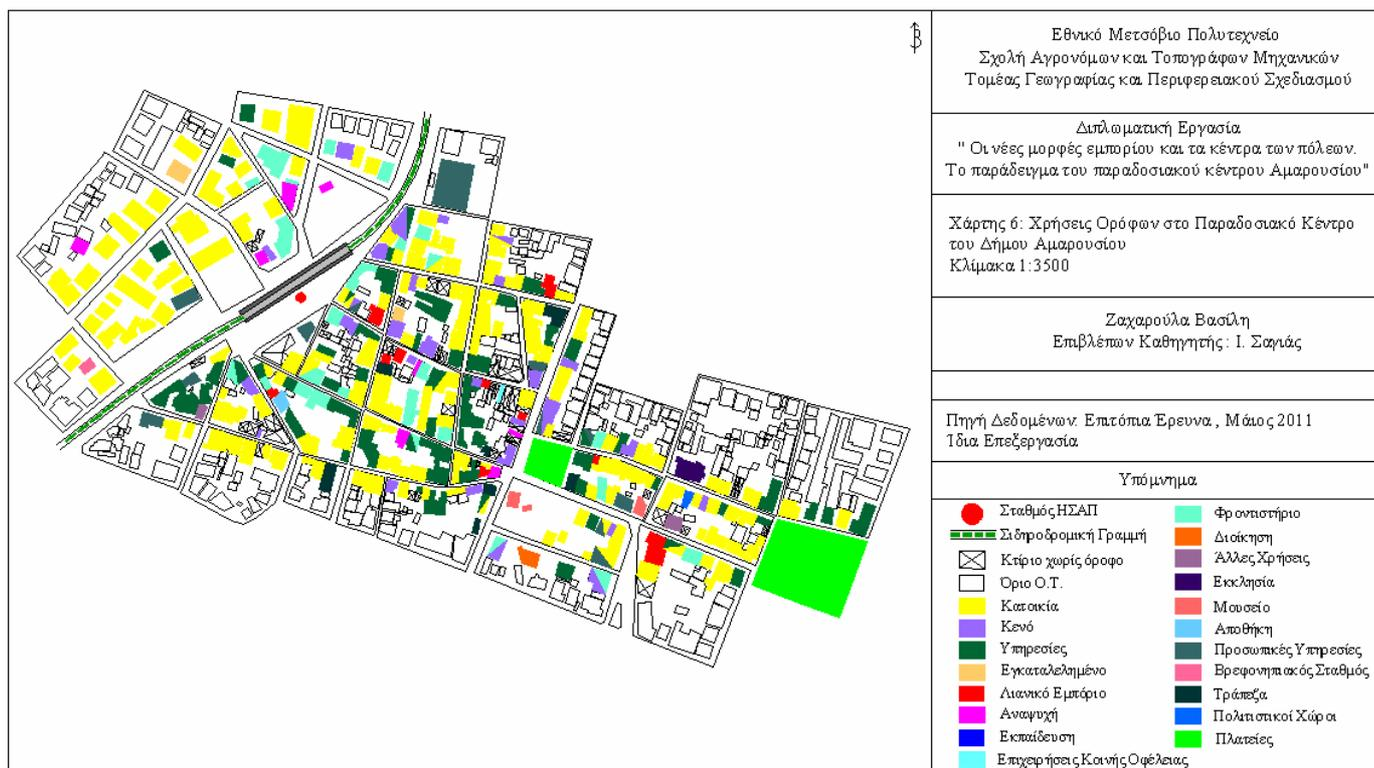 Β
Εθνικό Μετσόβιο Πολυτεχνείο
Σχολή Αγρονόμων και Τοπογράφων Μηχανικών
Τομέας Γεωγραφίας και Περιφερειακού Σχεδιασμού
Διπλωματική Εργασία
" Οι νέες μορφές εμπορίου και τα κέντρα των πόλεων.
Το παράδειγμα του παραδοσιακού κέντρου Αμαρουσίου"
Χάρτης 6: Χρήσεις Ορόφων στο Παραδοσιακό Κέντρο
του Δήμου Αμαρουσίου
Κλίμακα 1:3500
Ζαχαρούλα Βασίλη
Επιβλέπων Καθηγητής: Ι. Σαγιάς
Πηγή Δεδομένων: Επιτόπια Έρευνα, Μάιος 2011
Ίδια Επεξεργασία
Υπόμνημα
Σταθμός ΗΣΑΠ
Σιδηροδρομική Γραμμή
Κτίριο χωρίς όροφο
Όριο Ο.Τ.
Κατοικία
Κενό
Υπηρεσίες
Εγκαταλελημένο
Λιανικό Εμπόριο
Αναψυχή
Εκπαίδευση
Επιχειρήσεις Κοινής Οφέλειας
Φροντιστήριο
Διοίκηση
Άλλες Χρήσεις
Εκκλησία
Μουσείο
Αποθήκη
Προσωπικές Υπηρεσίες
Βρεφονηπιακός Σταθμός
Τράπεζα
Πολιτιστικοί Χώροι
Πλατείες